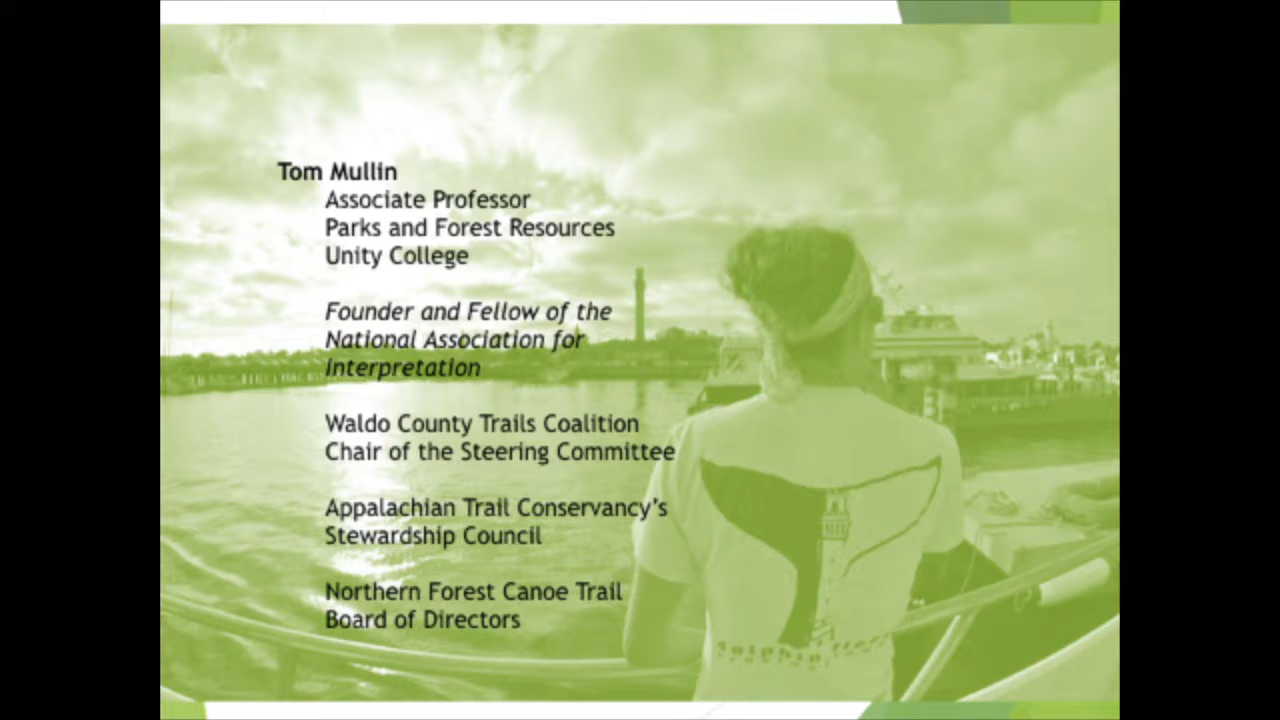 Tom Mullin
Associate Professor
Parks and Forest Resources
Unity College
Founder and Fellow of the
National Association for
Interpretation
Waldo County Trails Coalition
Chair of the Steering Committee
Appalachian Trail Conservancy's
Stewardship Council
Northern Forest Canoe Trail
Board of Directors